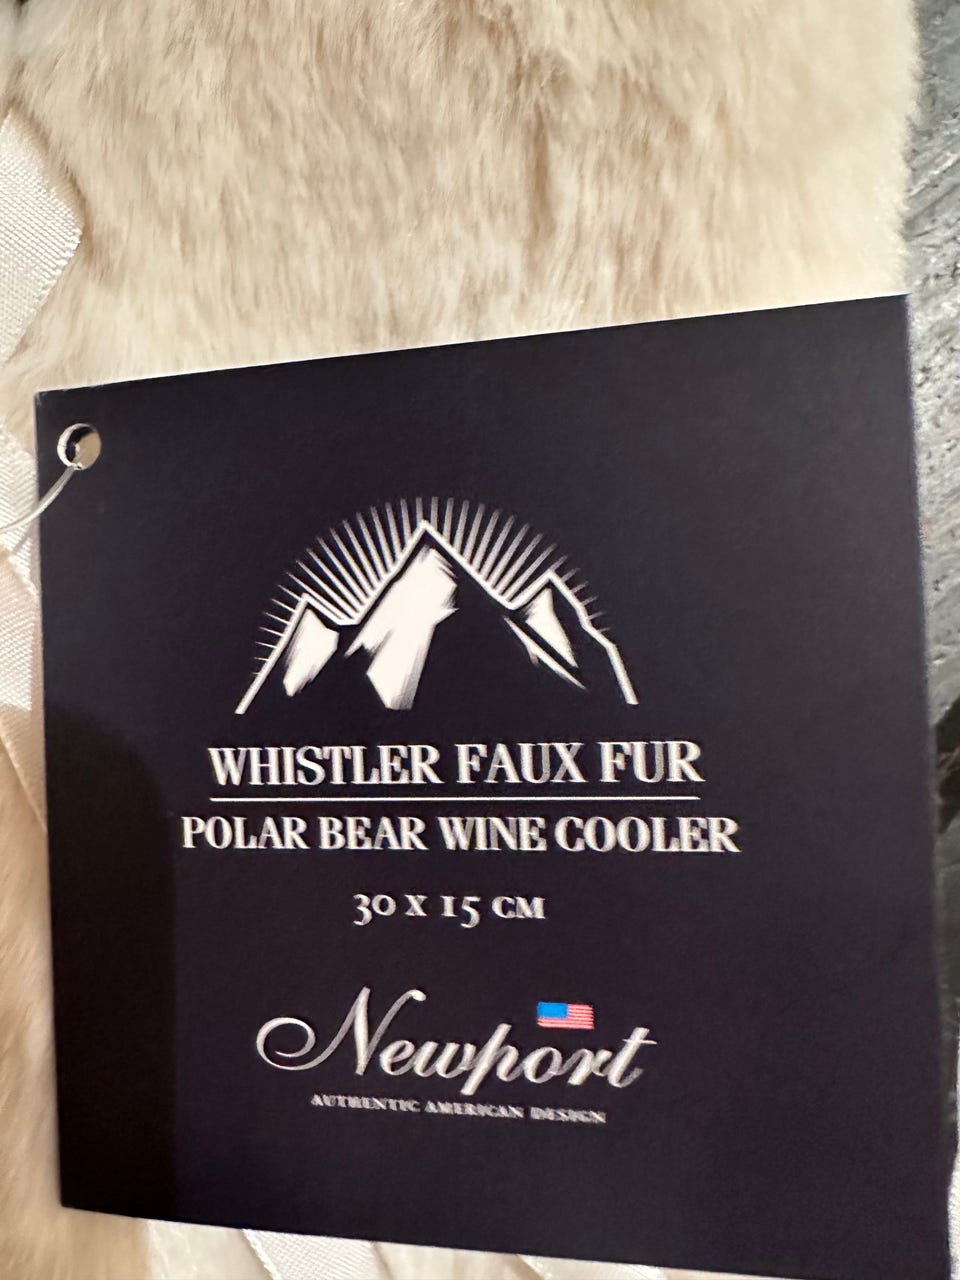 WHISTLER FAUX FUR
POLAR BEAR WINE COOLER
30 X 15 CM
Newport
AUTHENTIC AMERICAN DESIGN